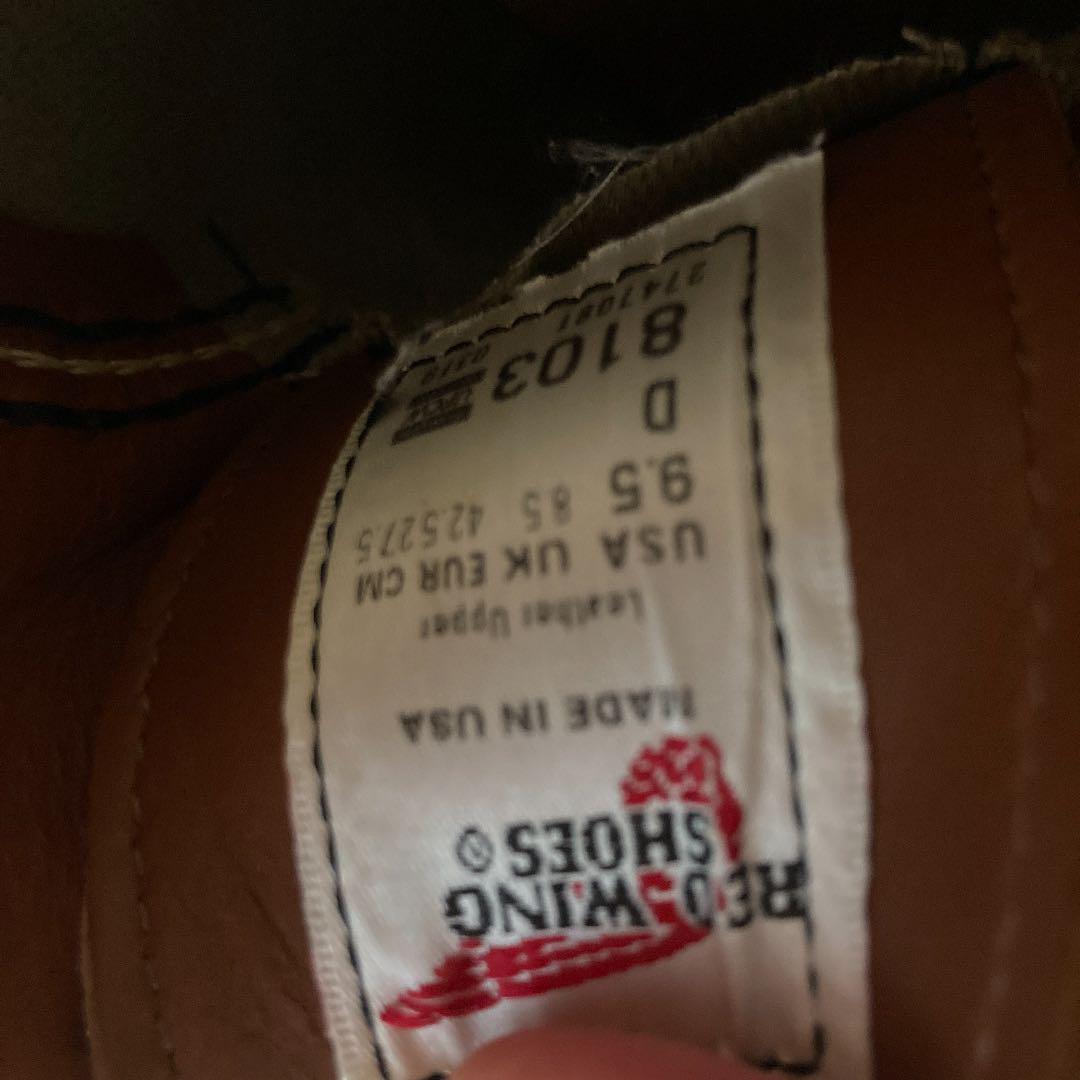 RED WING
SHOES ®
MADE IN USA
Leather Upper
USA UK EUR CM
9.5 8.5 42.5 27.5
D
8103